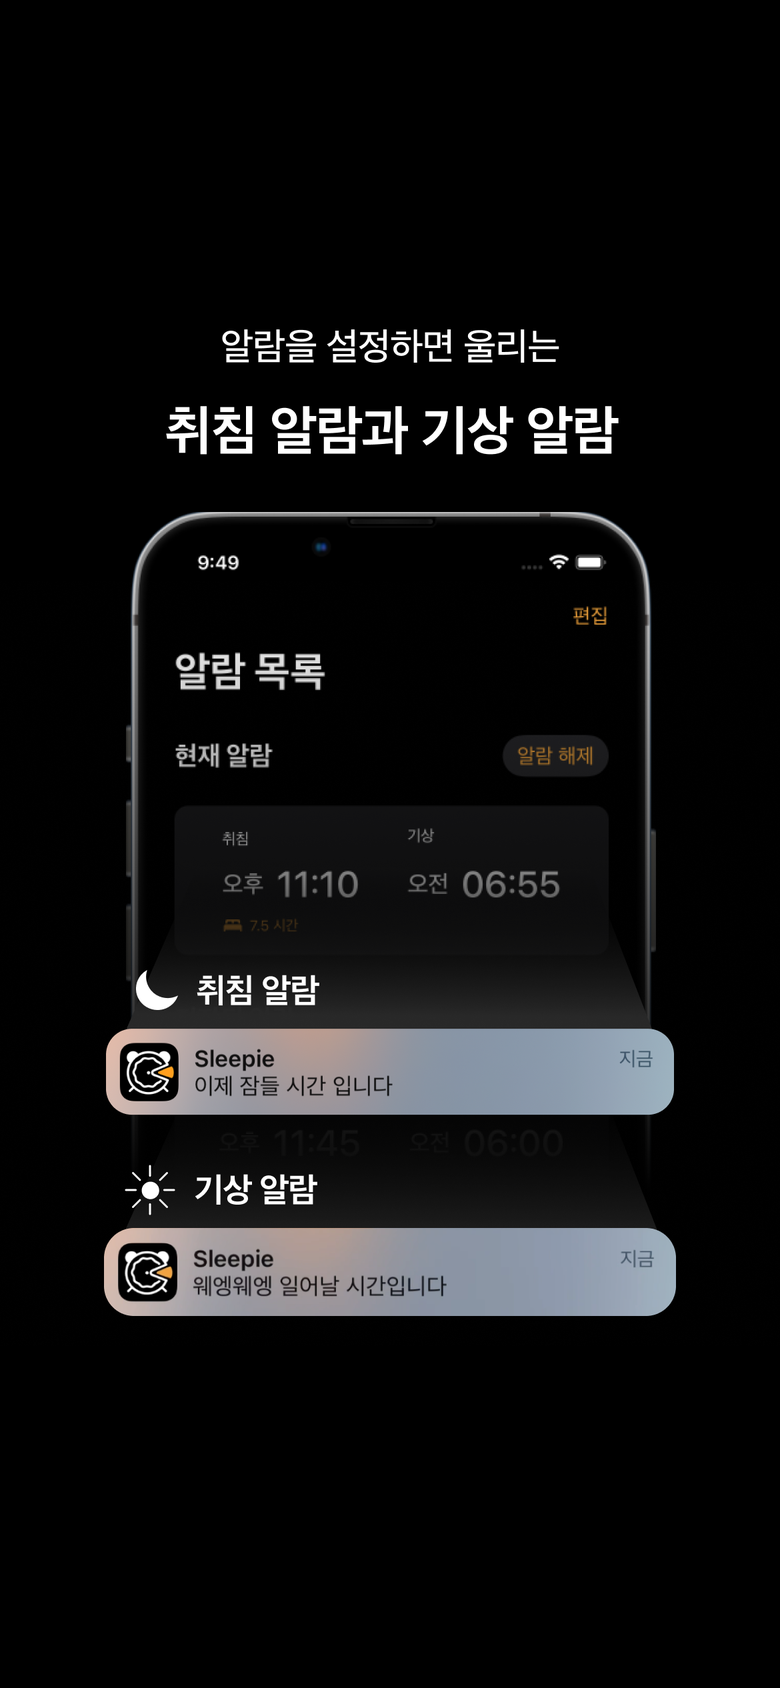 알람을 설정하면 울리는
취침 알람과 기상 알람
9:49
편집
알람 목록
현재 알람
알람 해제
취침
기상
오후 11:10
오전 06:55
7.5 시간
취침 알람
Sleepie
지금
이제 잠들 시간 입니다
오후 11:45
오전 06:00
기상 알람
Sleepie
지금
웨엥웨엥 일어날 시간입니다